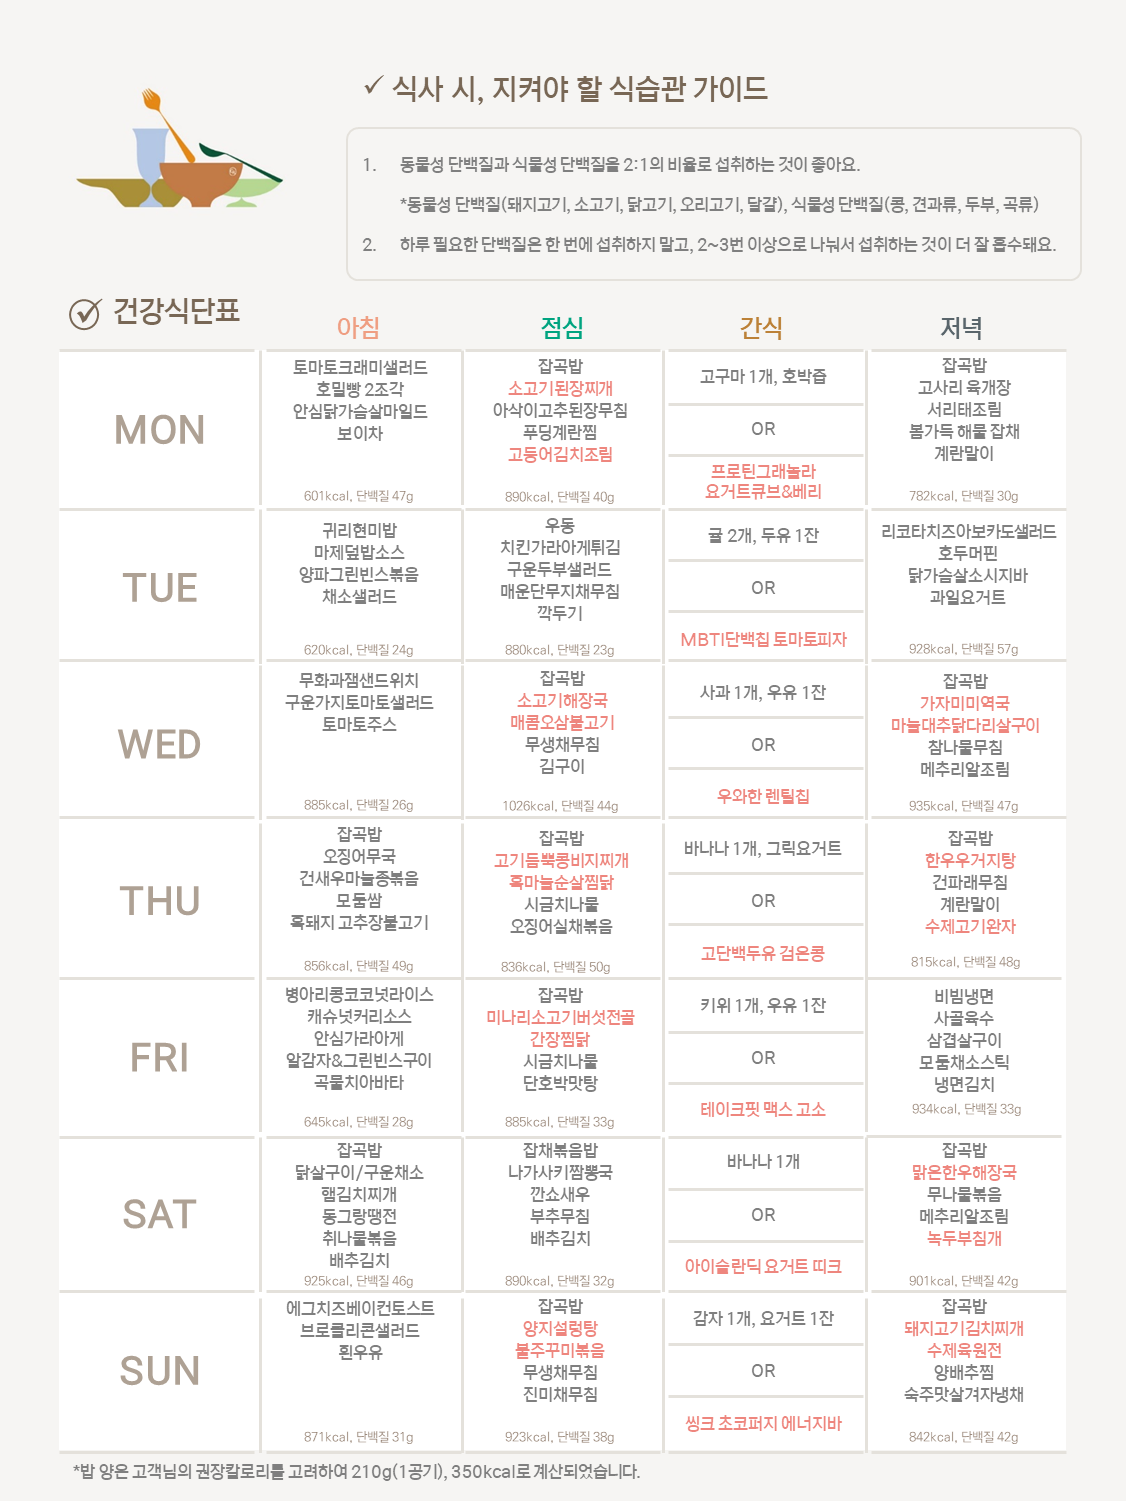 식사 시, 지켜야 할 식습관 가이드
1. 동물성 단백질과 식물성 단백질을 2:1의 비율로 섭취하는 것이 좋아요.
*동물성 단백질(돼지고기, 소고기, 닭고기, 오리고기, 달걀), 식물성 단백질(콩, 견과류, 두부, 곡류)
2. 하루 필요한 단백질은 한 번에 섭취하지 말고, 2~3번 이상으로 나눠서 섭취하는 것이 더 잘 흡수돼요.
건강식단표
아침
점심
간식
저녁
MON
토마토크래미샐러드
호밀빵 2조각
안심닭가슴살마일드
보이차
601kcal, 단백질 47g
잡곡밥
소고기된장찌개
아삭이고추된장무침
푸딩계란찜
고등어김치조림
890kcal, 단백질 40g
고구마 1개, 호박즙
OR
프로틴그래놀라
요거트큐브&베리
잡곡밥
고사리 육개장
서리태조림
봄가득 해물 잡채
계란말이
782kcal, 단백질 30g
TUE
귀리현미밥
마제덮밥소스
양파그린빈스볶음
채소샐러드
620kcal, 단백질 24g
우동
치킨가라아게튀김
구운두부샐러드
매운단무지채무침
깍두기
880kcal, 단백질 23g
귤 2개, 두유 1잔
OR
MBTI단백칩 토마토피자
리코타치즈아보카도샐러드
호두머핀
닭가슴살소시지바
과일요거트
928kcal, 단백질 57g
WED
무화과잼샌드위치
구운가지토마토샐러드
토마토주스
885kcal, 단백질 26g
잡곡밥
소고기해장국
매콤오삼불고기
무생채무침
김구이
1026kcal, 단백질 44g
사과 1개, 우유 1잔
OR
우와한 렌틸칩
잡곡밥
가자미미역국
마늘대추닭다리살구이
참나물무침
메추리알조림
935kcal, 단백질 47g
THU
잡곡밥
오징어무국
건새우마늘종볶음
모둠쌈
흑돼지 고추장불고기
856kcal, 단백질 49g
잡곡밥
고기듬뿍콩비지찌개
흑마늘순살찜닭
시금치나물
오징어실채볶음
836kcal, 단백질 50g
바나나 1개, 그릭요거트
OR
고단백두유 검은콩
잡곡밥
한우우거지탕
건파래무침
계란말이
수제고기완자
815kcal, 단백질 48g
FRI
병아리콩코코넛라이스
캐슈넛커리소스
안심가라아게
알감자&그린빈스구이
곡물치아바타
645kcal, 단백질 28g
잡곡밥
미나리소고기버섯전골
간장찜닭
시금치나물
단호박맛탕
885kcal, 단백질 33g
키위 1개, 우유 1잔
OR
테이크핏 맥스 고소
비빔냉면
사골육수
삼겹살구이
모둠채소스틱
냉면김치
934kcal, 단백질 33g
SAT
잡곡밥
닭살구이/구운채소
햄김치찌개
동그랑땡전
취나물볶음
배추김치
925kcal, 단백질 46g
잡채볶음밥
나가사키짬뽕국
깐쇼새우
부추무침
배추김치
890kcal, 단백질 32g
바나나 1개
OR
아이슬란딕 요거트 띠크
잡곡밥
맑은한우해장국
무나물볶음
메추리알조림
녹두부침개
901kcal, 단백질 42g
SUN
에그치즈베이컨토스트
브로콜리콘샐러드
흰우유
871kcal, 단백질 31g
잡곡밥
양지설렁탕
불주꾸미볶음
무생채무침
진미채무침
923kcal, 단백질 38g
감자 1개, 요거트 1잔
OR
씽크 초코퍼지 에너지바
잡곡밥
돼지고기김치찌개
수제육원전
양배추찜
숙주맛살겨자냉채
842kcal, 단백질 42g
*밥 양은 고객님의 권장칼로리를 고려하여 210g(1공기), 350kcal로 계산되었습니다.